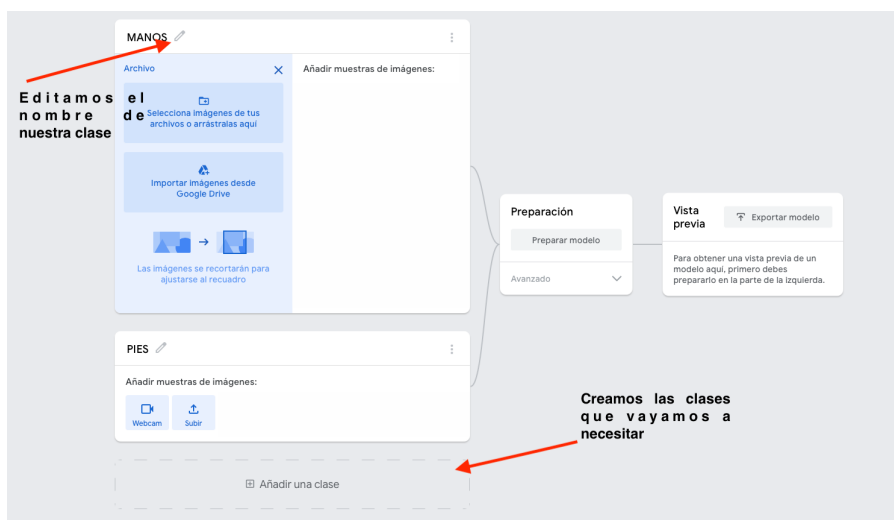 MANOS
Archivo
Añadir muestras de imágenes:
Selecciona imágenes de tus
archivos o arrástralas aquí
Importar imágenes desde
Google Drive
Las imágenes se recortarán para
ajustarse al recuadro
Editamos el
nombre de
nuestra clase
PIES
Añadir muestras de imágenes:
Webcam
Subir
Añadir una clase
Preparación
Preparar modelo
Avanzado
Vista
previa
Exportar modelo
Para obtener una vista previa de un
modelo aquí, primero debes
prepararlo en la parte de la izquierda.
Creamos las clases
que vayamos a
necesitar